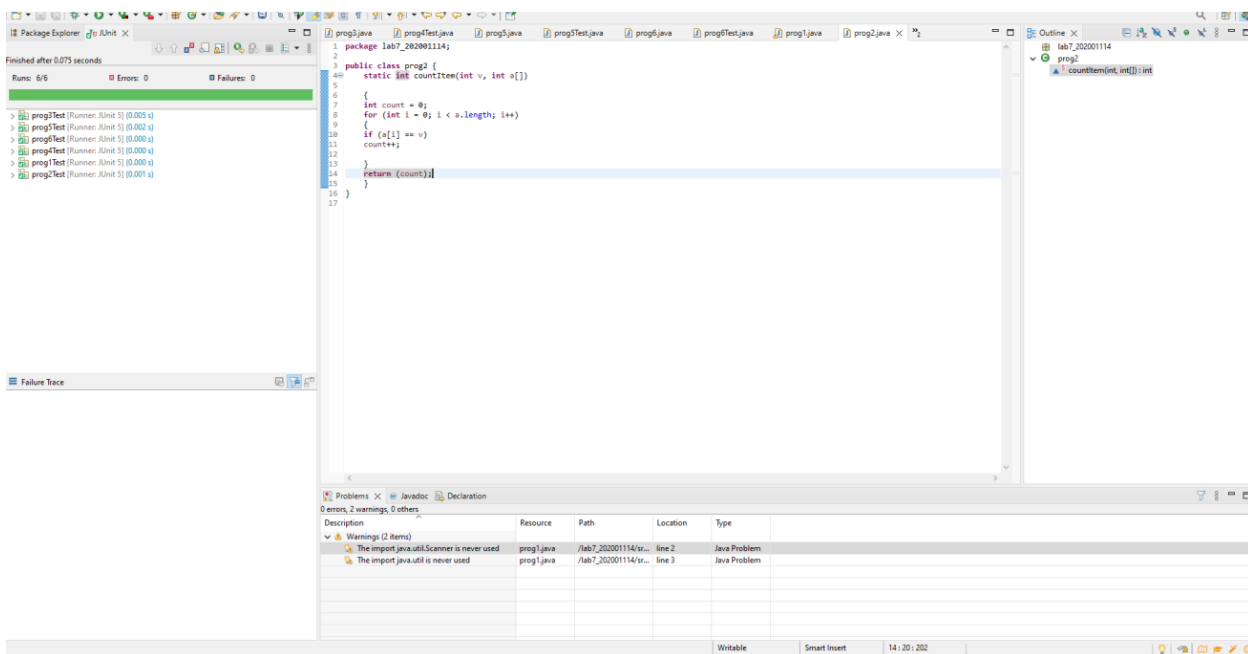 Package Explorer
JUnit
Finished after 0.075 seconds
Runs: 6/6
Errors: 0
Failures: 0
prog3Test [Runner: JUnit 5] (0.005 s)
prog5Test [Runner: JUnit 5] (0.002 s)
prog6Test [Runner: JUnit 5] (0.000 s)
prog4Test [Runner: JUnit 5] (0.000 s)
prog1Test [Runner: JUnit 5] (0.000 s)
prog2Test [Runner: JUnit 5] (0.001 s)
Failure Trace
prog3.java
prog4Test.java
prog5.java
prog5Test.java
prog6.java
prog6Test.java
prog1.java
prog2.java
»2
1 package lab7_202001114;
2
3 public class prog2 {
4 static int countItem(int v, int a[])
5
6 {
7 int count = 0;
8 for (int i = 0; i < a.length; i++)
9 {
10 if (a[i] == v)
11 count++;
12
13 }
14 return (count);
15 }
16 }
17
Outline
lab7_202001114
prog2
countItem(int, int[]) : int
Problems
Javadoc
Declaration
0 errors, 2 warnings, 0 others
Description Resource Path Location Type
Warnings (2 items)
The import java.util.Scanner is never used prog1.java /lab7_202001114/sr... line 2 Java Problem
The import java.util is never used prog1.java /lab7_202001114/sr... line 3 Java Problem
Writable
Smart Insert
14 : 20 : 202